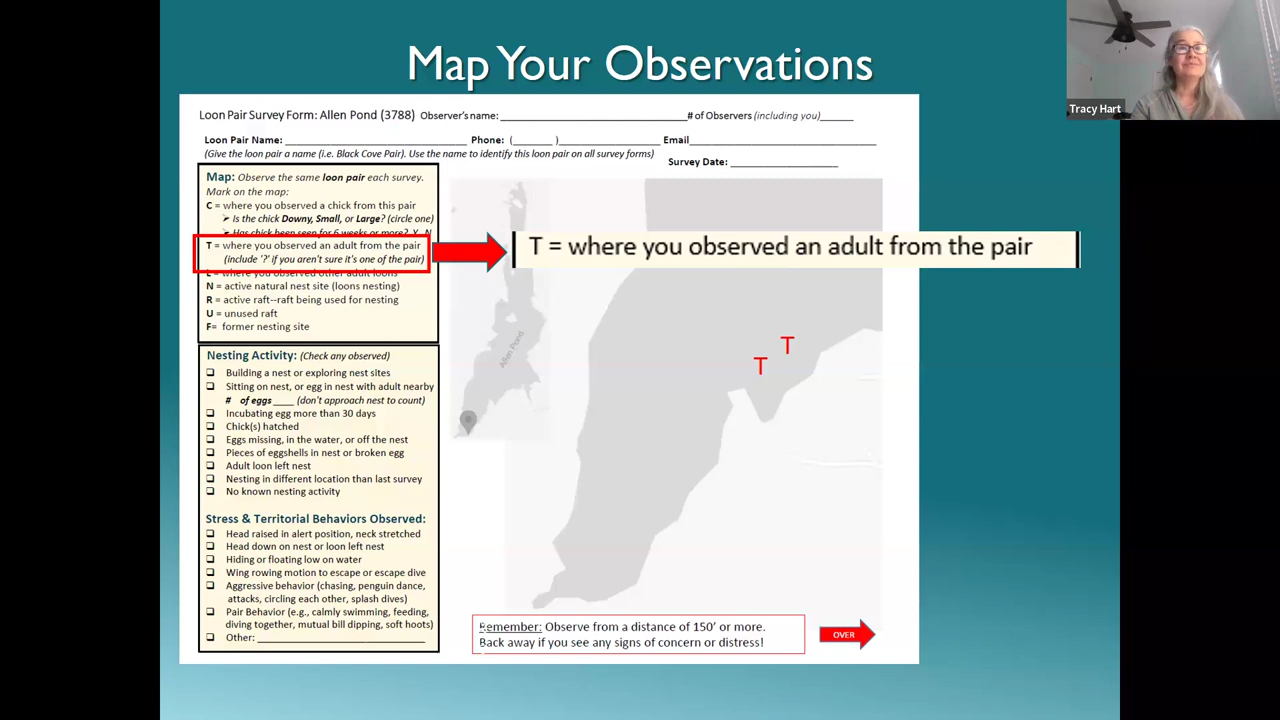 Map Your Observations
Tracy Hart
Loon Pair Survey Form: Allen Pond (3788) Observer's name: ____________________________# of Observers (including you)______
Loon Pair Name: ________________________________ Phone: (_______ )__________________ Email_______________________________
(Give the loon pair a name (i.e. Black Cove Pair). Use the name to identify this loon pair on all survey forms)
Survey Date: __________________
Map: Observe the same loon pair each survey.
Mark on the map:
C = where you observed a chick from this pair
➢ Is the chick Downy, Small, or Large? (circle one)
➢ Has chick been seen for 6 weeks or more? Y N
T = where you observed an adult from the pair
(include '?' if you aren't sure it's one of the pair)
L = where you observed other adult loons
N = active natural nest site (loons nesting)
R = active raft--raft being used for nesting
U = unused raft
F= former nesting site
T = where you observed an adult from the pair
Allen Pond
T
T
Nesting Activity: (Check any observed)
❑ Building a nest or exploring nest sites
❑ Sitting on nest, or egg in nest with adult nearby
# of eggs ____ (don't approach nest to count)
❑ Incubating egg more than 30 days
❑ Chick(s) hatched
❑ Eggs missing, in the water, or off the nest
❑ Pieces of eggshells in nest or broken egg
❑ Adult loon left nest
❑ Nesting in different location than last survey
❑ No known nesting activity
Stress & Territorial Behaviors Observed:
❑ Head raised in alert position, neck stretched
❑ Head down on nest or loon left nest
❑ Hiding or floating low on water
❑ Wing rowing motion to escape or escape dive
❑ Aggressive behavior (chasing, penguin dance,
attacks, circling each other, splash dives)
❑ Pair Behavior (e.g., calmly swimming, feeding,
diving together, mutual bill dipping, soft hoots)
❑ Other: ______________________________
Remember: Observe from a distance of 150' or more.
Back away if you see any signs of concern or distress!
OVER